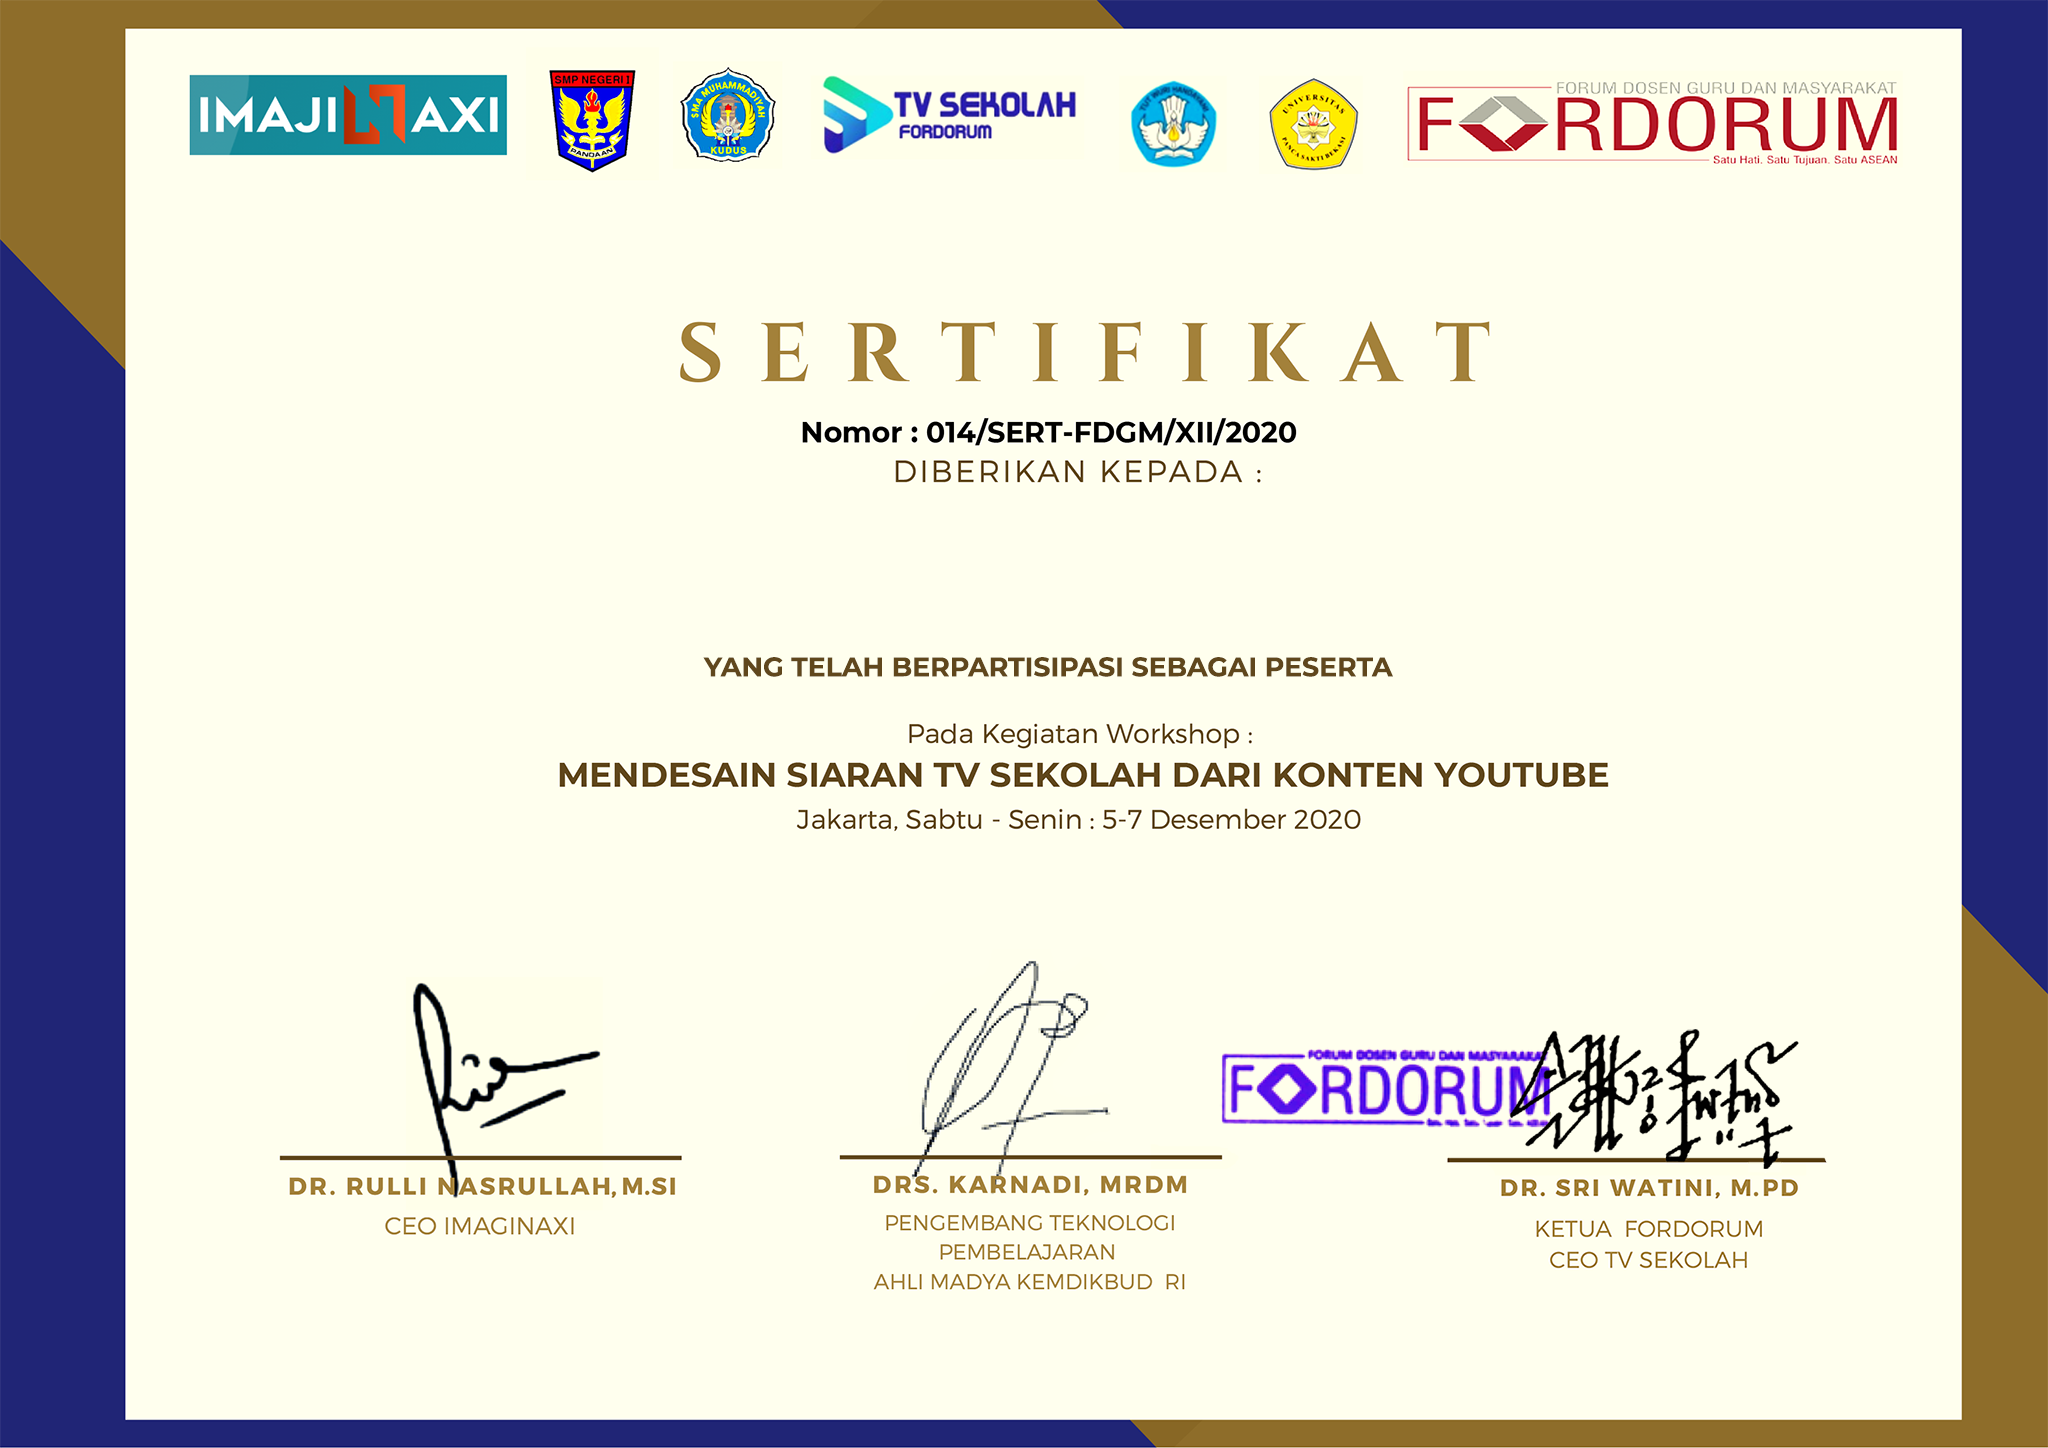 IMAJI AXI
SMP NEGERI 1
PANDAAN
SMA MUHAMMADIYAH
KUDUS
TV SEKOLAH
FORDORUM
TUT WURI HANDAYANI
UNIVERSITAS
PANCA SAKTI BEKASI
FORUM DOSEN GURU DAN MASYARAKAT
FORDORUM
Satu Hati. Satu Tujuan. Satu ASEAN
SERTIFIKAT
Nomor : 014/SERT-FDGM/XII/2020
DIBERIKAN KEPADA :
YANG TELAH BERPARTISIPASI SEBAGAI PESERTA
Pada Kegiatan Workshop :
MENDESAIN SIARAN TV SEKOLAH DARI KONTEN YOUTUBE
Jakarta, Sabtu - Senin : 5-7 Desember 2020
FORUM DOSEN GURU DAN MASYARAKAT
FORDORUM
DR. RULLI NASRULLAH, M.SI
CEO IMAGINAXI
DRS. KARNADI, MRDM
PENGEMBANG TEKNOLOGI
PEMBELAJARAN
AHLI MADYA KEMDIKBUD RI
DR. SRI WATINI, M.PD
KETUA FORDORUM
CEO TV SEKOLAH